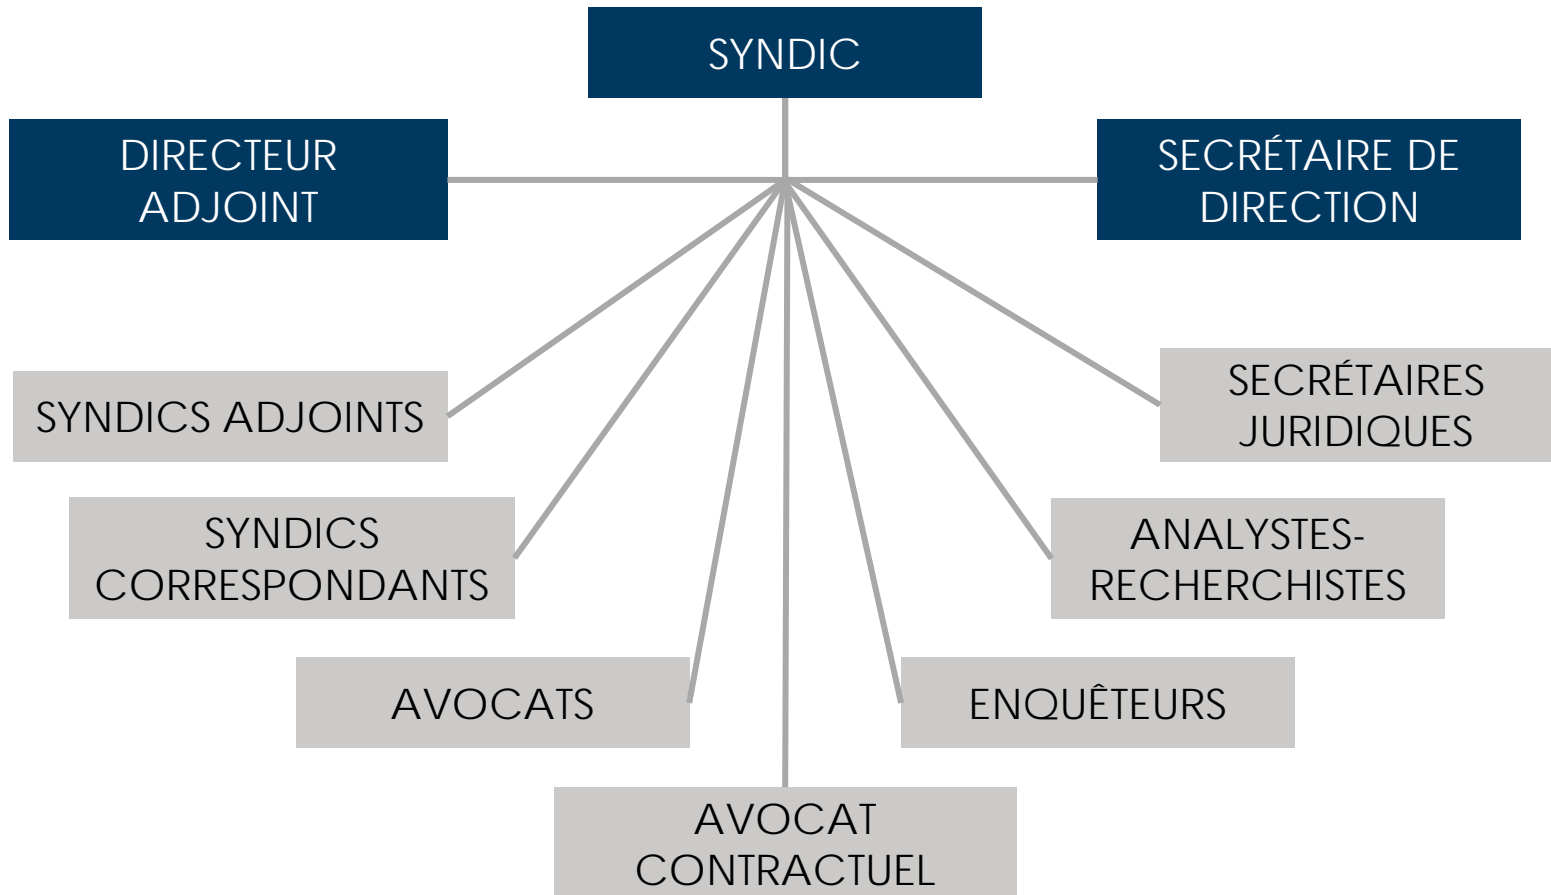 SYNDIC
DIRECTEUR
ADJOINT
SECRÉTAIRE DE
DIRECTION
SYNDICS ADJOINTS
SECRÉTAIRES
JURIDIQUES
SYNDICS
CORRESPONDANTS
ANALYSTES-
RECHERCHISTES
AVOCATS
ENQUÊTEURS
AVOCAT
CONTRACTUEL